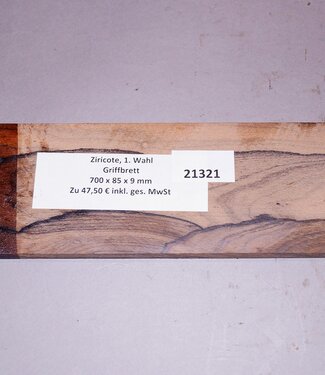 Ziricote, 1. Wahl
Griffbrett
700 x 85 x 9 mm
Zu 47,50 € inkl. ges. MwSt
21321